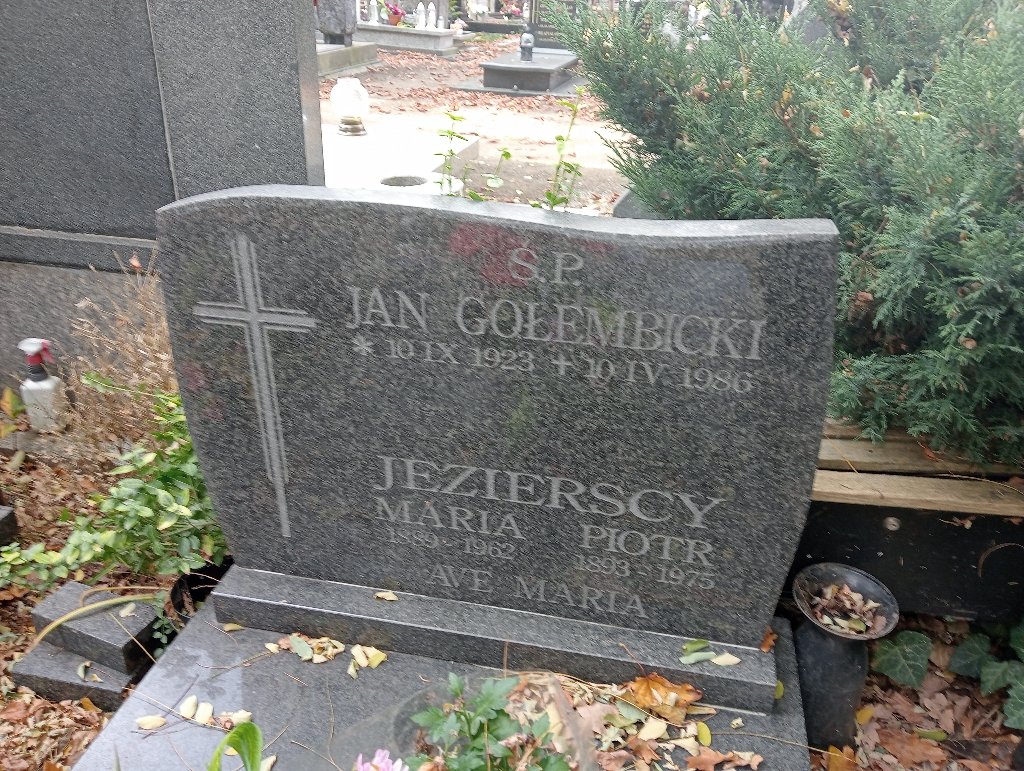 Ś.P.
JAN GOŁEMBICKI
* 10 IX 1923 + 10 IV 1986
JEZIERSCY
MARIA PIOTR
1889 - 1962 1893 - 1975
AVE MARIA